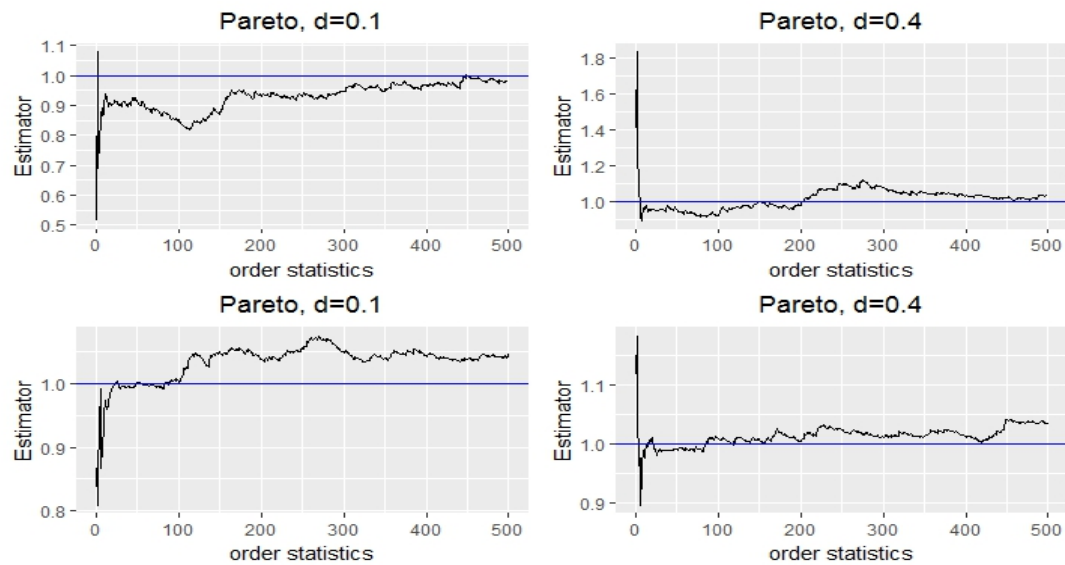 Pareto, d=0.1
Estimator
1.1
1.0
0.9
0.8
0.7
0.6
0.5
0 100 200 300 400 500
order statistics
Pareto, d=0.4
Estimator
1.8
1.6
1.4
1.2
1.0
0 100 200 300 400 500
order statistics
Pareto, d=0.1
Estimator
1.0
0.9
0.8
0 100 200 300 400 500
order statistics
Pareto, d=0.4
Estimator
1.1
1.0
0.9
0 100 200 300 400 500
order statistics